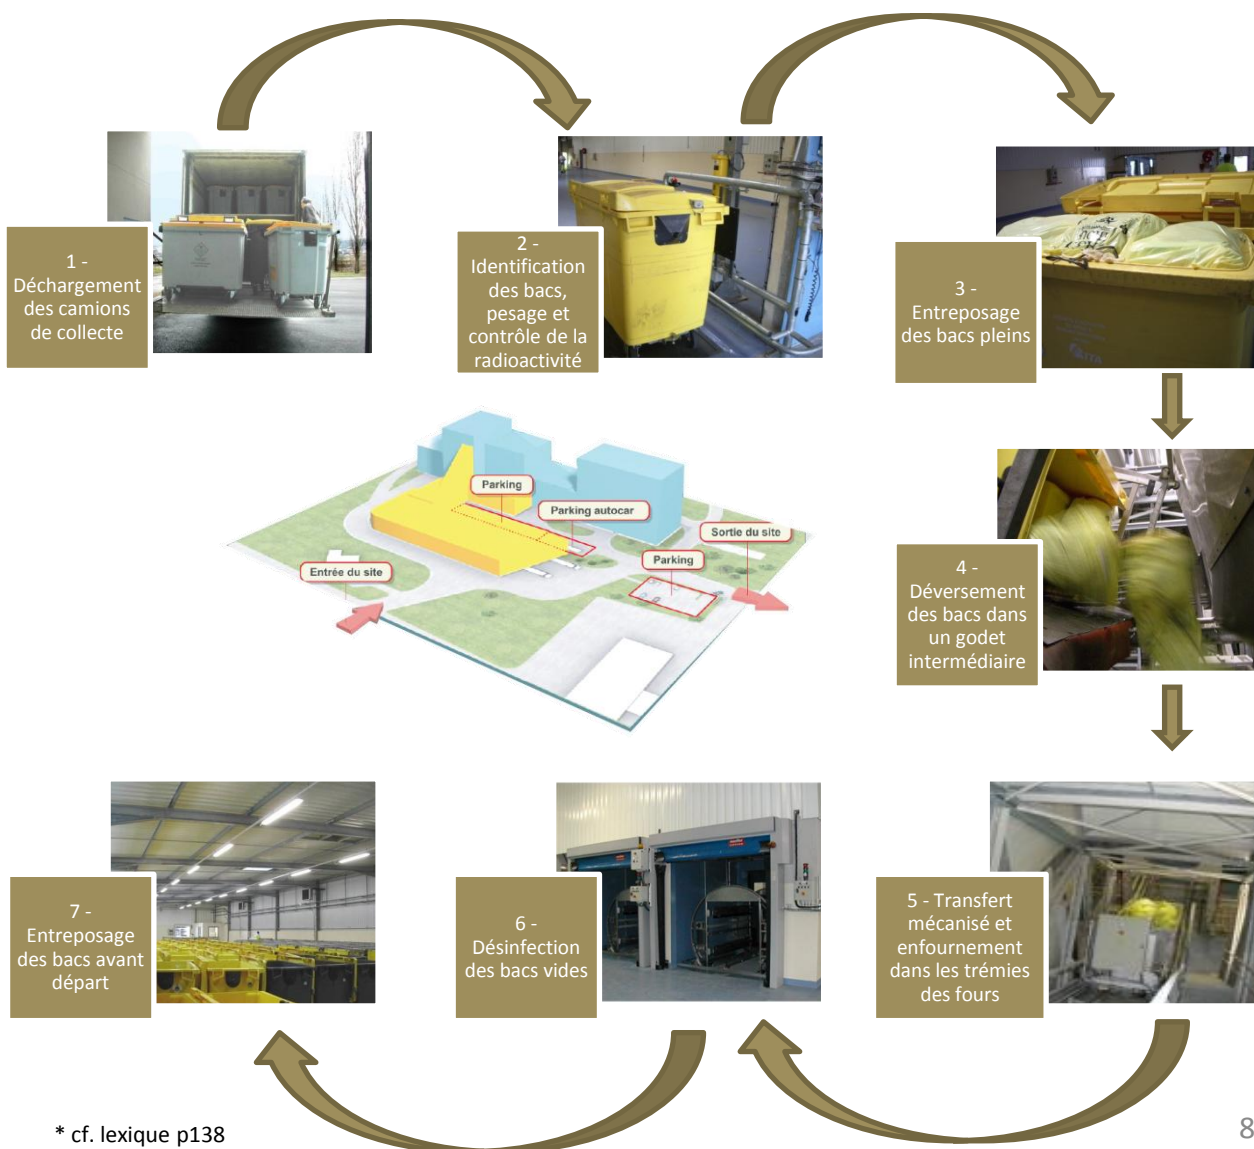 1 -
Déchargement
des camions
de collecte
2 -
Identification
des bacs,
pesage et
contrôle de la
radioactivité
3 -
Entreposage
des bacs pleins
4 -
Déversement
des bacs dans
un godet
intermédiaire
Parking
Parking autocar
Sortie du site
Parking
Entrée du site
7 -
Entreposage
des bacs avant
départ
6 -
Désinfection
des bacs vides
5 - Transfert
mécanisé et
enfournement
dans les trémies
des fours
* cf. lexique p138
8